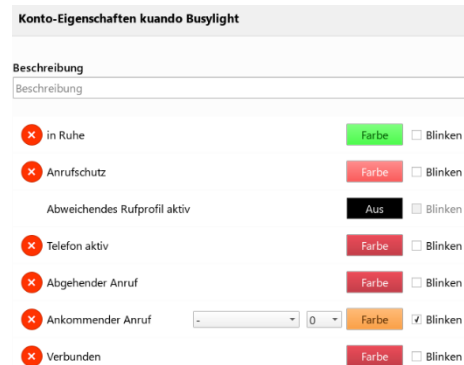 Konto-Eigenschaften kuando Busylight
Beschreibung
Beschreibung
in Ruhe Farbe Blinken
Anrufschutz Farbe Blinken
Abweichendes Rufprofil aktiv Aus Blinken
Telefon aktiv Farbe Blinken
Abgehender Anruf Farbe Blinken
Ankommender Anruf - 0 Farbe Blinken
Verbunden Farbe Blinken